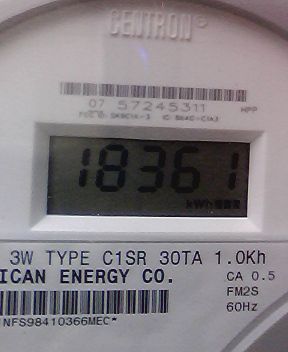 CENTRON®
07 57245311 HPP
18361
kWh
3W TYPE C1SR 30TA 1.0Kh
ICAN ENERGY CO. CA 0.5
FM2S
60Hz
*NFS98410366MEC*